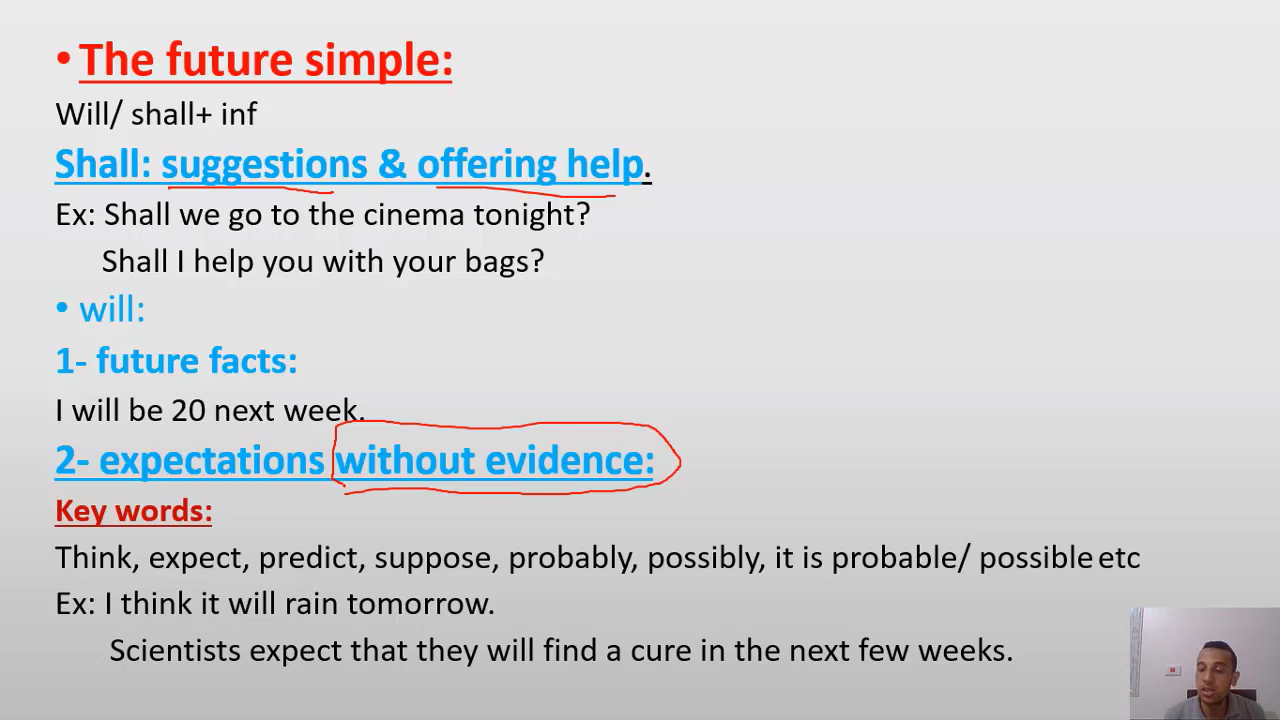 • The future simple:
Will/ shall+ inf
Shall: suggestions & offering help.
Ex: Shall we go to the cinema tonight?
Shall I help you with your bags?
• will:
1- future facts:
I will be 20 next week.
2- expectations without evidence:
Key words:
Think, expect, predict, suppose, probably, possibly, it is probable/ possible etc
Ex: I think it will rain tomorrow.
Scientists expect that they will find a cure in the next few weeks.